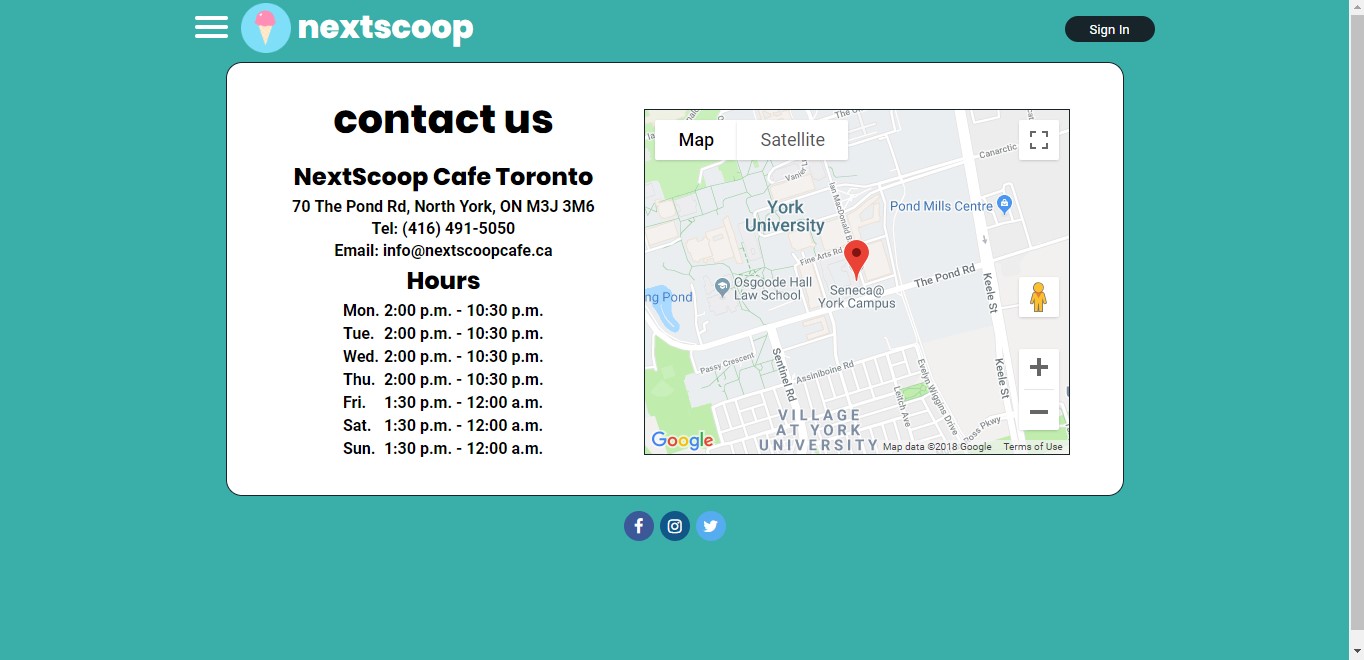 nextscoop
Sign In
contact us
NextScoop Cafe Toronto
70 The Pond Rd, North York, ON M3J 3M6
Tel: (416) 491-5050
Email: info@nextscoopcafe.ca
Hours
Mon. 2:00 p.m. - 10:30 p.m.
Tue. 2:00 p.m. - 10:30 p.m.
Wed. 2:00 p.m. - 10:30 p.m.
Thu. 2:00 p.m. - 10:30 p.m.
Fri. 1:30 p.m. - 12:00 a.m.
Sat. 1:30 p.m. - 12:00 a.m.
Sun. 1:30 p.m. - 12:00 a.m.
Map
Satellite
Canarctic
Vanier
Ian MacDonald B
York
University
Pond Mills Centre
Fine Arts Rd
The Pond Rd
Osgoode Hall
Law School
Seneca@
York Campus
ng Pond
Keele St
Passy Crescent
Sentinel Rd
Assiniboine Rd
Evelyn Wiggins Drive
Keele St
Leitch Ave
VILLAGE
AT YORK
UNIVERSITY
oss Pkwy
Google
Map data ©2018 Google
Terms of Use